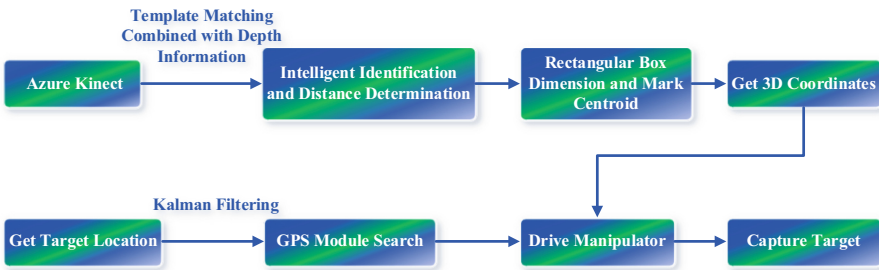 Template Matching
Combined with Depth
Information
Azure Kinect
Intelligent Identification
and Distance Determination
Rectangular Box
Dimension and Mark
Centroid
Get 3D Coordinates
Kalman Filtering
Get Target Location
GPS Module Search
Drive Manipulator
Capture Target